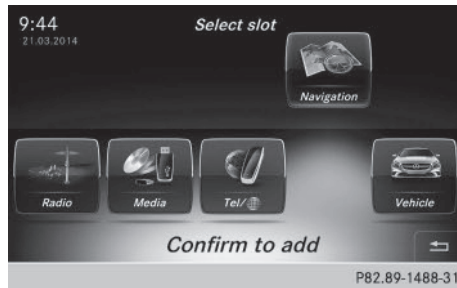 9:44
Select slot
21.03.2014
Navigation
Radio
Media
Tel/
Vehicle
Confirm to add
P82.89-1488-31